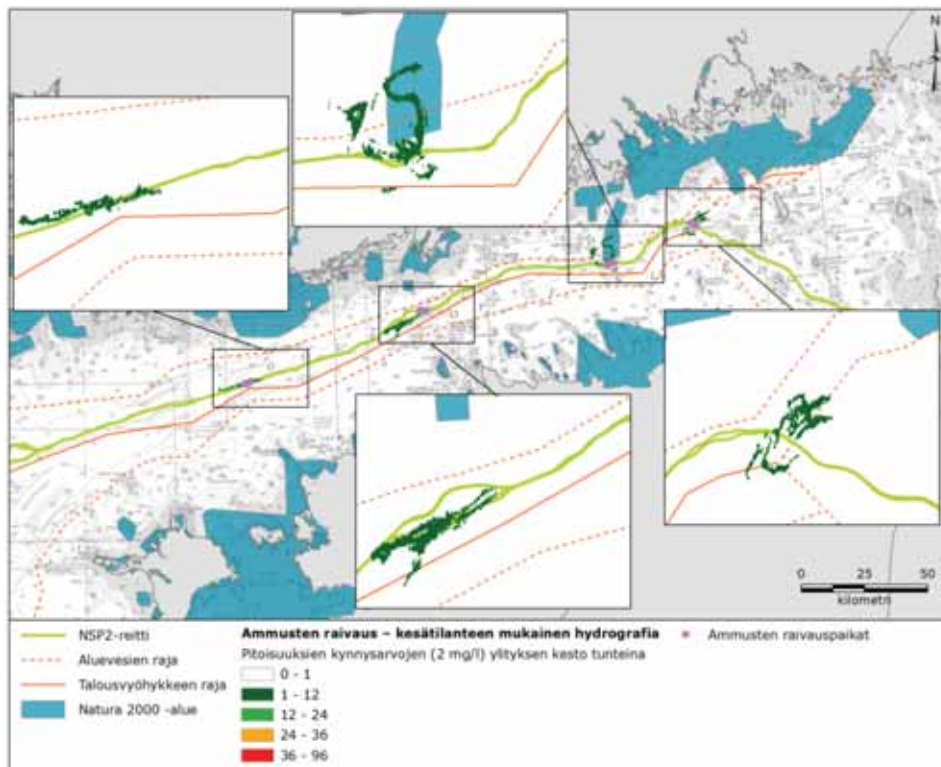 N
0 25 50
kilometri
NSP2-reitti
Aluevesien raja
Talousvyöhykkeen raja
Natura 2000 -alue
Ammusten raivaus – kesätilanteen mukainen hydrografia
Pitoisuuksien kynnysarvojen (2 mg/l) ylityksen kesto tunteina
0 - 1
1 - 12
12 - 24
24 - 36
36 - 96
Ammusten raivauspaikat